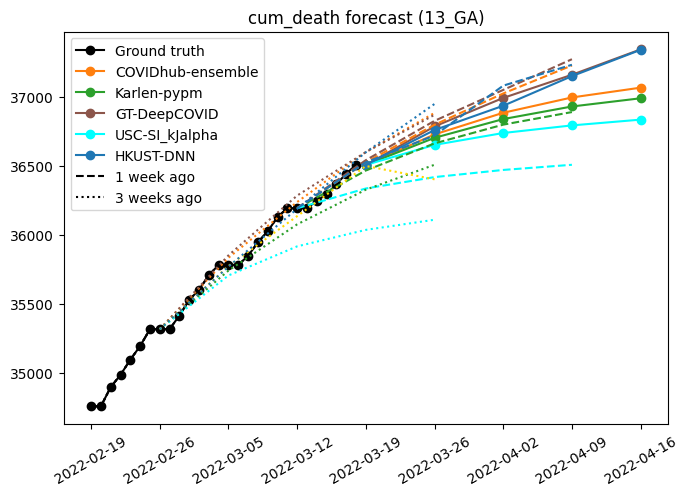 cum_death forecast (13_GA)
Ground truth
COVIDhub-ensemble
Karlen-pypm
GT-DeepCOVID
USC-SI_kJalpha
HKUST-DNN
1 week ago
3 weeks ago
37000
36500
36000
35500
35000
2022-02-19
2022-02-26
2022-03-05
2022-03-12
2022-03-19
2022-03-26
2022-04-02
2022-04-09
2022-04-16